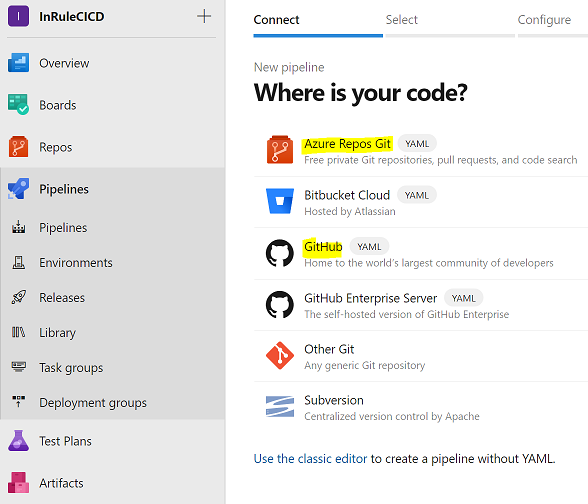 I InRuleCICD +
Overview
Boards
Repos
Pipelines
Pipelines
Environments
Releases
Library
Task groups
Deployment groups
Test Plans
Artifacts
Connect Select Configure
New pipeline
Where is your code?
Azure Repos Git YAML
Free private Git repositories, pull requests, and code search
Bitbucket Cloud YAML
Hosted by Atlassian
GitHub YAML
Home to the world's largest community of developers
GitHub Enterprise Server YAML
The self-hosted version of GitHub Enterprise
Other Git
Any generic Git repository
Subversion
Centralized version control by Apache
Use the classic editor to create a pipeline without YAML.